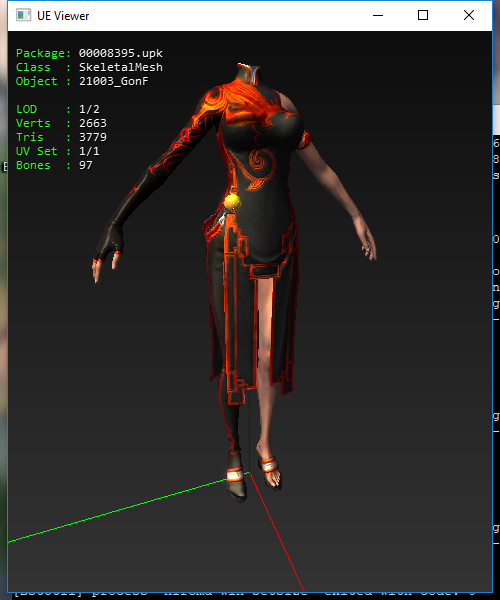 UE Viewer
Package: 00008395.upk
Class : SkeletalMesh
Object : 21003_GonF
LOD : 1/2
Verts : 2663
Tris : 3779
UV Set : 1/1
Bones : 97